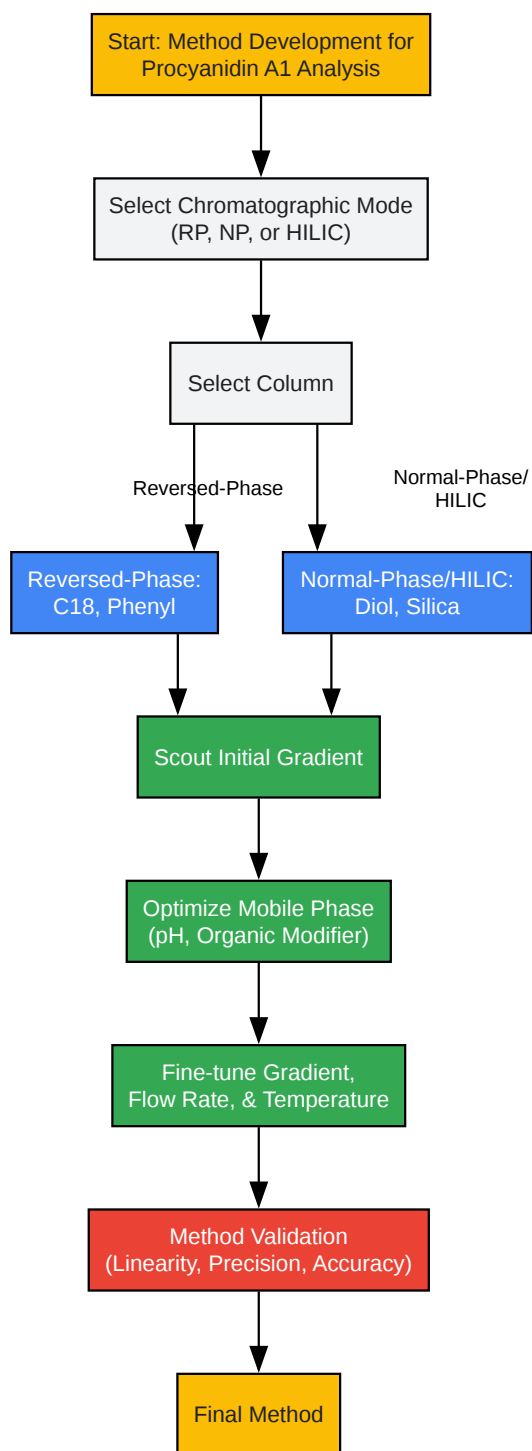 Start: Method Development for
Procyanidin A1 Analysis
Select Chromatographic Mode
(RP, NP, or HILIC)
Select Column
Reversed-Phase
Normal-Phase/
HILIC
Reversed-Phase:
C18, Phenyl
Normal-Phase/HILIC:
Diol, Silica
Scout Initial Gradient
Optimize Mobile Phase
(pH, Organic Modifier)
Fine-tune Gradient,
Flow Rate, & Temperature
Method Validation
(Linearity, Precision, Accuracy)
Final Method